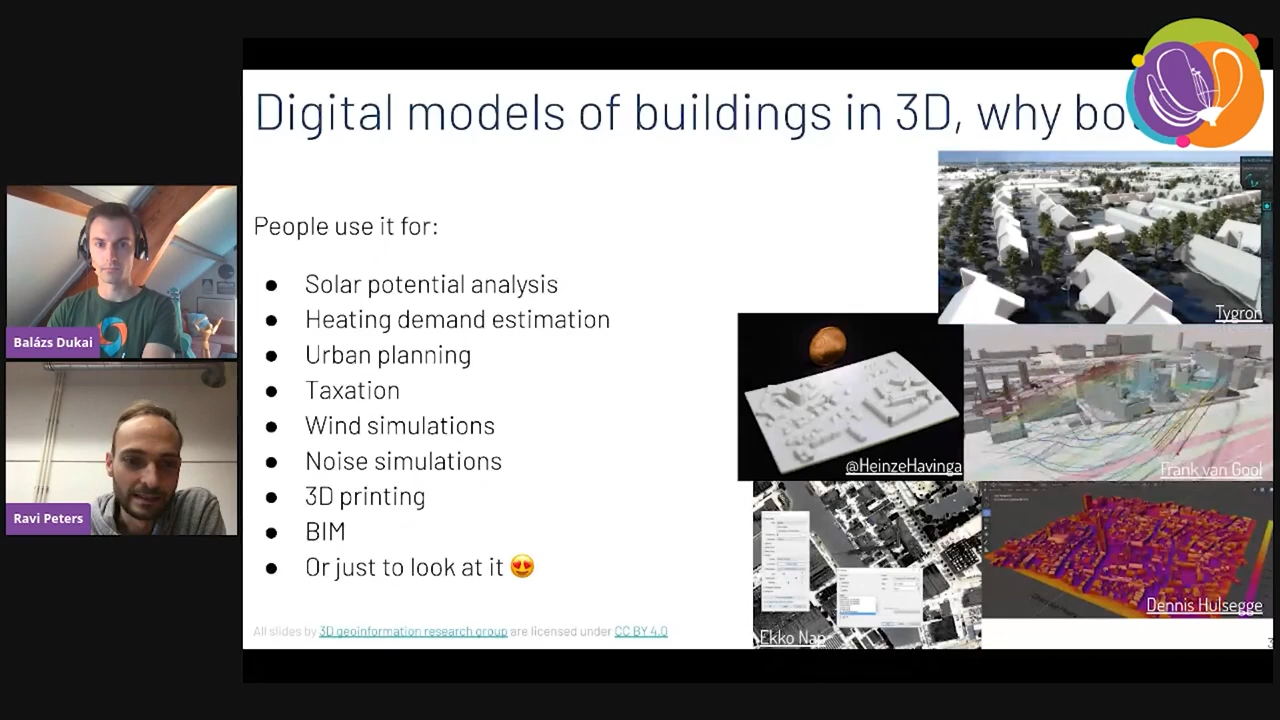 Digital models of buildings in 3D, why bo
People use it for:
● Solar potential analysis
● Heating demand estimation
● Urban planning
● Taxation
● Wind simulations
● Noise simulations
● 3D printing
● BIM
● Or just to look at it 😍
Tygron
@HeinzeHavinga
Frank van Gool
Dennis Hulsegge
Ekko Nap
Balázs Dukai
Ravi Peters
All slides by 3D geoinformation research group are licensed under CC BY 4.0